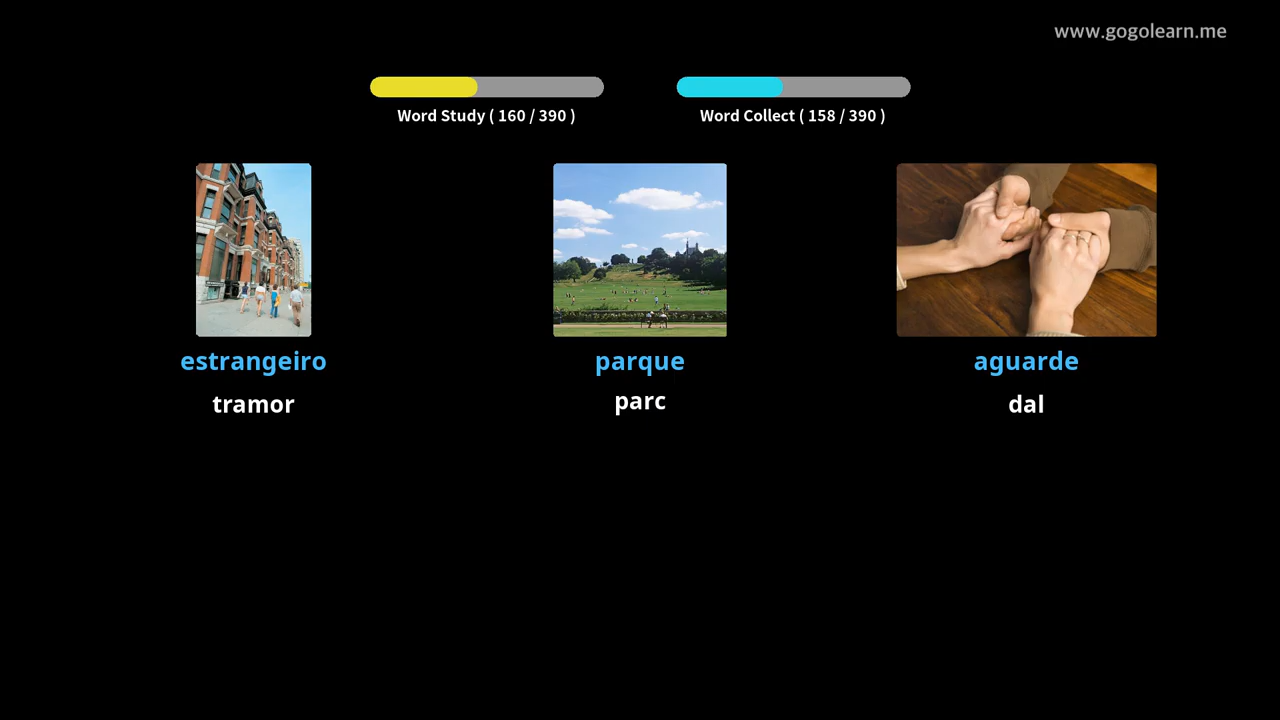 www.gogolearn.me
Word Study ( 160 / 390 )
Word Collect ( 158 / 390 )
estrangeiro
tramor
parque
parc
aguarde
dal